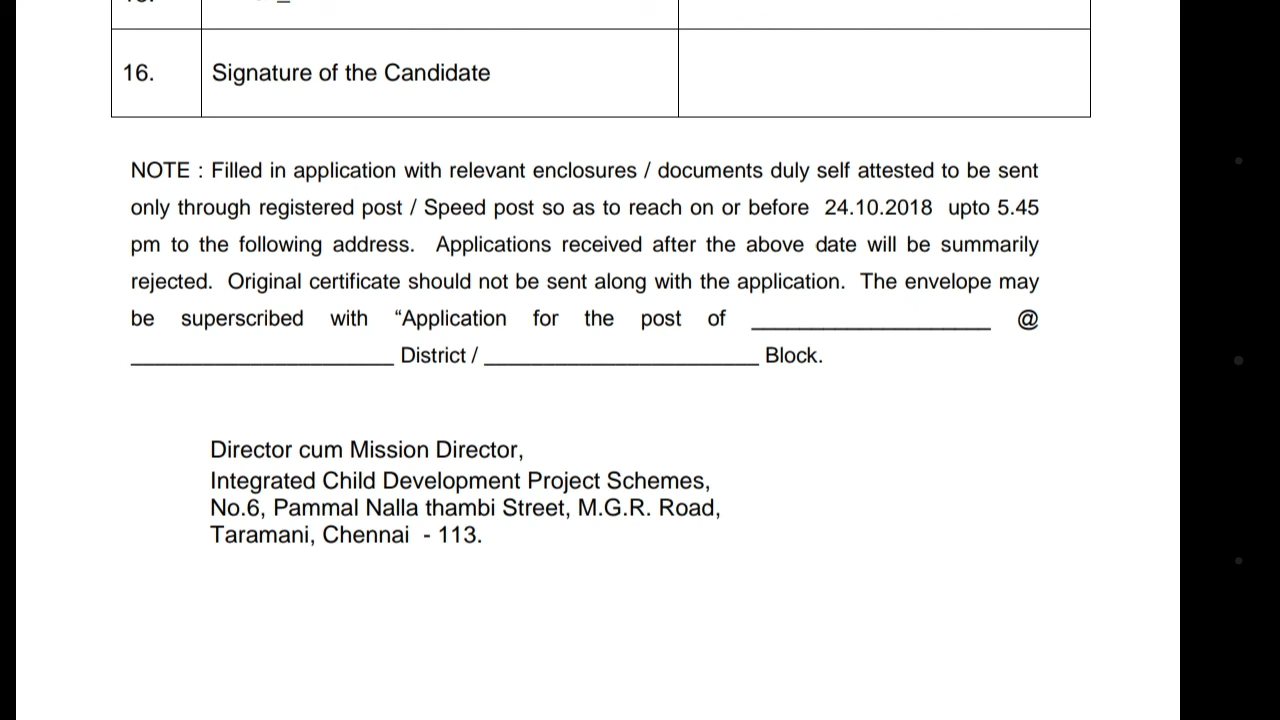 16. Signature of the Candidate
NOTE : Filled in application with relevant enclosures / documents duly self attested to be sent
only through registered post / Speed post so as to reach on or before 24.10.2018 upto 5.45
pm to the following address. Applications received after the above date will be summarily
rejected. Original certificate should not be sent along with the application. The envelope may
be superscribed with “Application for the post of ____________________ @
______________________ District / _______________________ Block.
Director cum Mission Director,
Integrated Child Development Project Schemes,
No.6, Pammal Nalla thambi Street, M.G.R. Road,
Taramani, Chennai - 113.